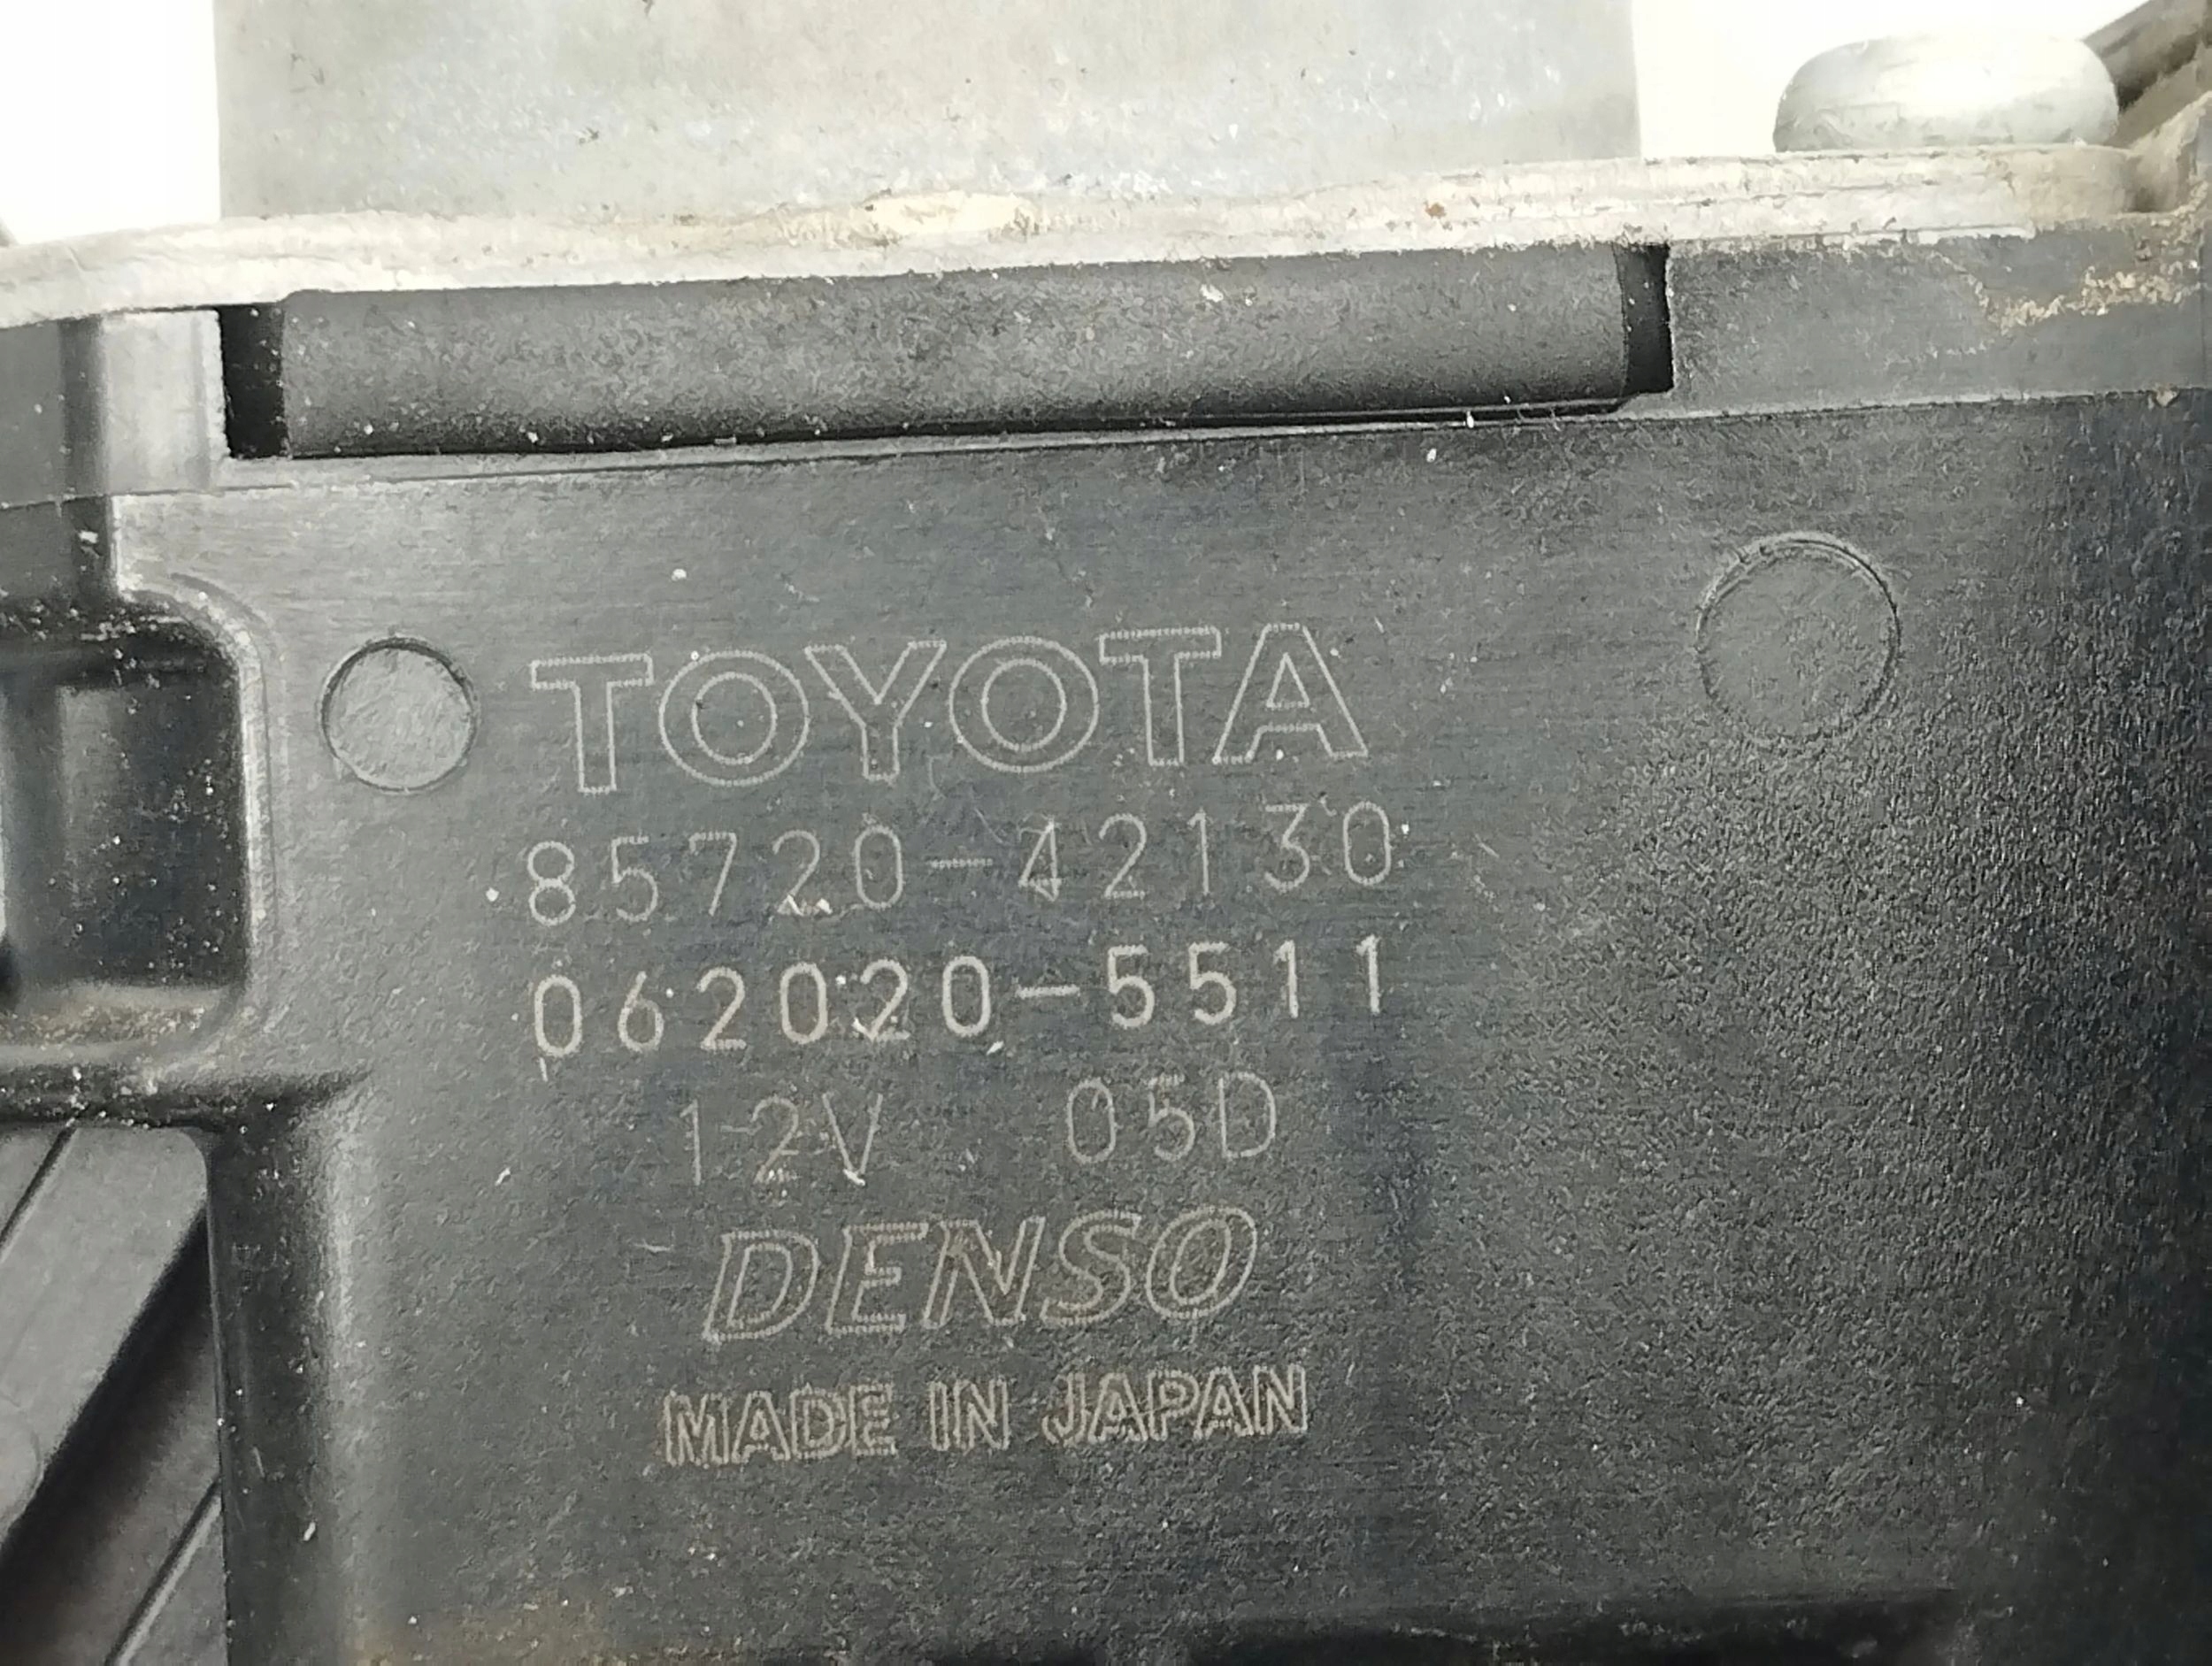 TOYOTA
85720-42130
062020-5511
12V 05D
DENSO
MADE IN JAPAN